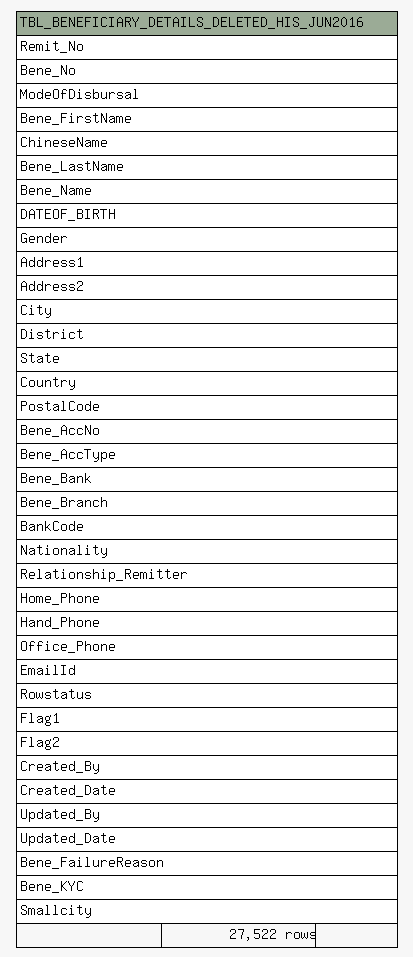 TBL_BENEFICIARY_DETAILS_DELETED_HIS_JUN2016
Remit_No
Bene_No
ModeOfDisbursal
Bene_FirstName
ChineseName
Bene_LastName
Bene_Name
DATEOF_BIRTH
Gender
Address1
Address2
City
District
State
Country
PostalCode
Bene_AccNo
Bene_AccType
Bene_Bank
Bene_Branch
BankCode
Nationality
Relationship_Remitter
Home_Phone
Hand_Phone
Office_Phone
EmailId
Rowstatus
Flag1
Flag2
Created_By
Created_Date
Updated_By
Updated_Date
Bene_FailureReason
Bene_KYC
Smallcity
27,522 rows